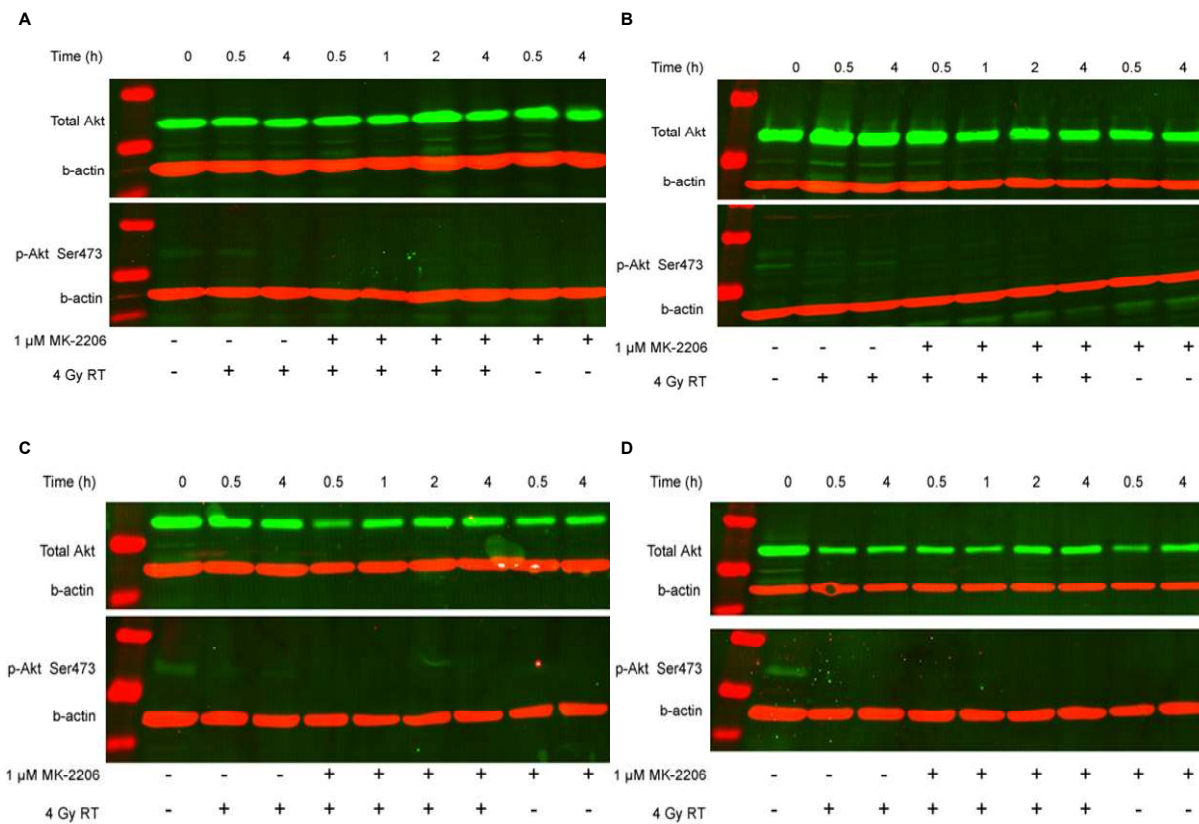 A
Time (h) 0 0.5 4 0.5 1 2 4 0.5 4
Total Akt
b-actin
p-Akt Ser473
b-actin
1 µM MK-2206 - - - + + + + + +
4 Gy RT - + + + + + + - -
B
Time (h) 0 0.5 4 0.5 1 2 4 0.5 4
Total Akt
b-actin
p-Akt Ser473
b-actin
1 µM MK-2206 - - - + + + + + +
4 Gy RT - + + + + + + - -
C
Time (h) 0 0.5 4 0.5 1 2 4 0.5 4
Total Akt
b-actin
p-Akt Ser473
b-actin
1 µM MK-2206 - - - + + + + + +
4 Gy RT - + + + + + + - -
D
Time (h) 0 0.5 4 0.5 1 2 4 0.5 4
Total Akt
b-actin
p-Akt Ser473
b-actin
1 µM MK-2206 - - - + + + + + +
4 Gy RT - + + + + + + - -